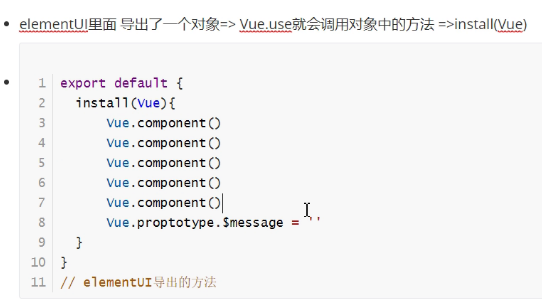 elementUI里面 导出了一个对象=> Vue.use就会调用对象中的方法 =>install(Vue)
1 export default {
2 install(Vue){
3 Vue.component()
4 Vue.component()
5 Vue.component()
6 Vue.component()
7 Vue.component()
8 Vue.proptotype.$message = ''
9 }
10 }
11 // elementUI导出的方法